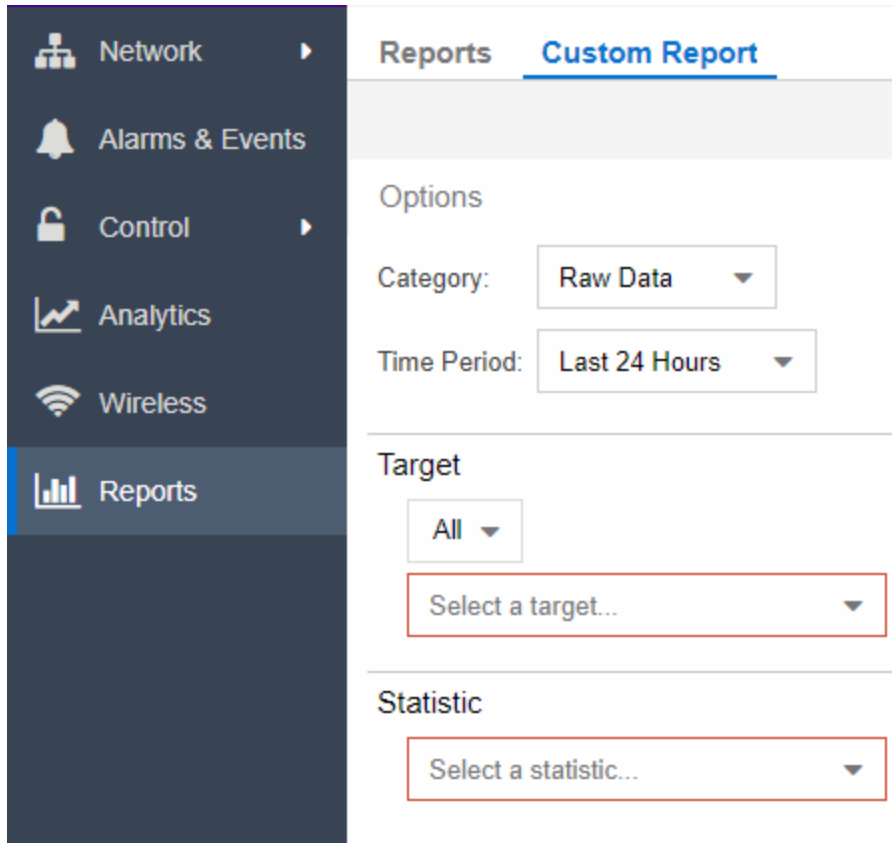 Network
Alarms & Events
Control
Analytics
Wireless
Reports
Reports Custom Report
Options
Category: Raw Data
Time Period: Last 24 Hours
Target
All
Select a target...
Statistic
Select a statistic...